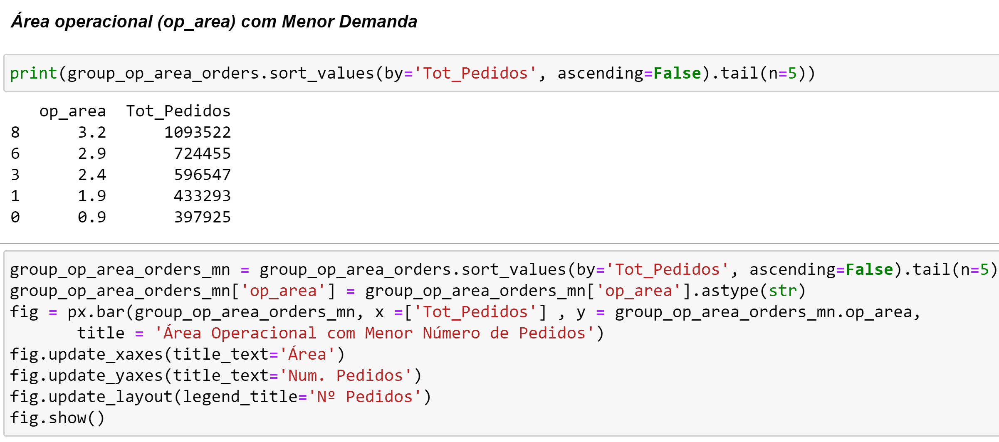 Área operacional (op_area) com Menor Demanda
print(group_op_area_orders.sort_values(by='Tot_Pedidos', ascending=False).tail(n=5))
op_area Tot_Pedidos
8 3.2 1093522
6 2.9 724455
3 2.4 596547
1 1.9 433293
0 0.9 397925
group_op_area_orders_mn = group_op_area_orders.sort_values(by='Tot_Pedidos', ascending=False).tail(n=5)
group_op_area_orders_mn['op_area'] = group_op_area_orders_mn['op_area'].astype(str)
fig = px.bar(group_op_area_orders_mn, x =['Tot_Pedidos'] , y = group_op_area_orders_mn.op_area,
title = 'Área Operacional com Menor Número de Pedidos')
fig.update_xaxes(title_text='Área')
fig.update_yaxes(title_text='Num. Pedidos')
fig.update_layout(legend_title='Nº Pedidos')
fig.show()